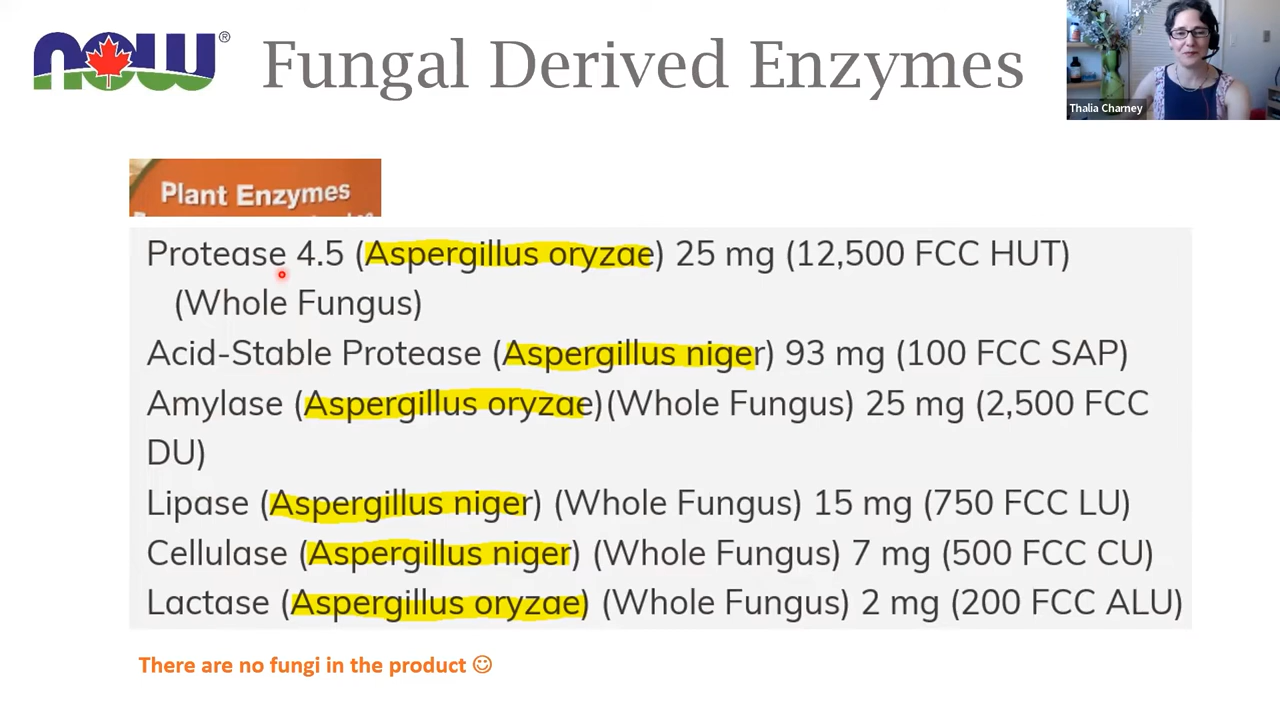 NOW®
Fungal Derived Enzymes
Thalia Charney
Plant Enzymes
Protease 4.5 (Aspergillus oryzae) 25 mg (12,500 FCC HUT)
(Whole Fungus)
Acid-Stable Protease (Aspergillus niger) 93 mg (100 FCC SAP)
Amylase (Aspergillus oryzae)(Whole Fungus) 25 mg (2,500 FCC
DU)
Lipase (Aspergillus niger) (Whole Fungus) 15 mg (750 FCC LU)
Cellulase (Aspergillus niger) (Whole Fungus) 7 mg (500 FCC CU)
Lactase (Aspergillus oryzae) (Whole Fungus) 2 mg (200 FCC ALU)
There are no fungi in the product ☺